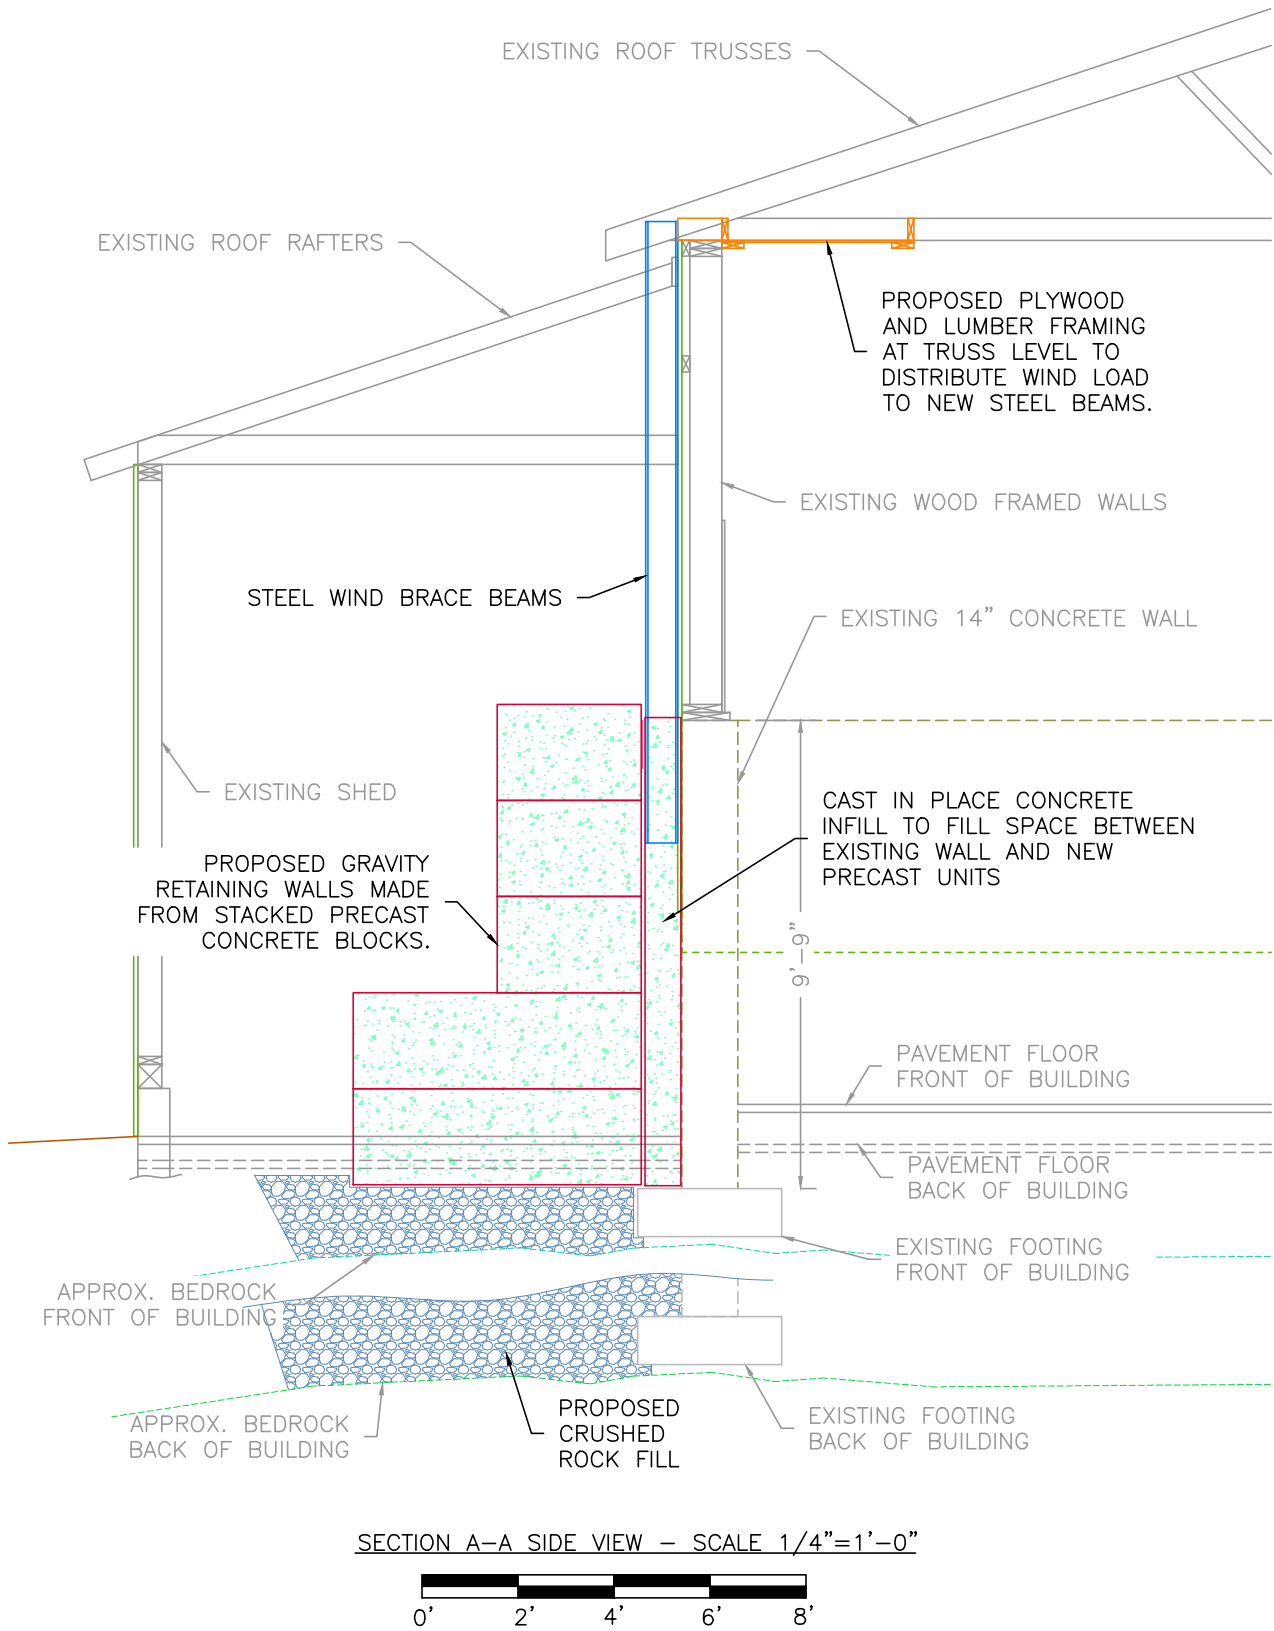 EXISTING ROOF TRUSSES
EXISTING ROOF RAFTERS
PROPOSED PLYWOOD
AND LUMBER FRAMING
AT TRUSS LEVEL TO
DISTRIBUTE WIND LOAD
TO NEW STEEL BEAMS.
EXISTING WOOD FRAMED WALLS
STEEL WIND BRACE BEAMS
EXISTING 14” CONCRETE WALL
EXISTING SHED
CAST IN PLACE CONCRETE
INFILL TO FILL SPACE BETWEEN
EXISTING WALL AND NEW
PRECAST UNITS
PROPOSED GRAVITY
RETAINING WALLS MADE
FROM STACKED PRECAST
CONCRETE BLOCKS.
9’-9”
PAVEMENT FLOOR
FRONT OF BUILDING
PAVEMENT FLOOR
BACK OF BUILDING
EXISTING FOOTING
FRONT OF BUILDING
APPROX. BEDROCK
FRONT OF BUILDING
PROPOSED
CRUSHED
ROCK FILL
EXISTING FOOTING
BACK OF BUILDING
APPROX. BEDROCK
BACK OF BUILDING
SECTION A-A SIDE VIEW - SCALE 1/4”=1’-0”
0’ 2’ 4’ 6’ 8’